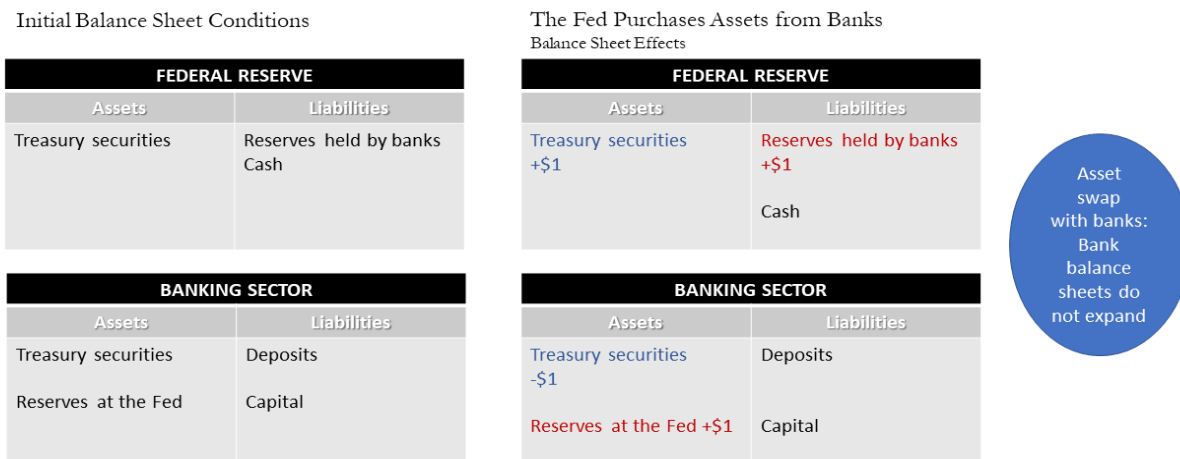 Initial Balance Sheet Conditions
FEDERAL RESERVE
Assets Liabilities
Treasury securities Reserves held by banks
Cash
BANKING SECTOR
Assets Liabilities
Treasury securities Deposits
Reserves at the Fed Capital
The Fed Purchases Assets from Banks
Balance Sheet Effects
FEDERAL RESERVE
Assets Liabilities
Treasury securities Reserves held by banks
+$1 +$1
Cash
BANKING SECTOR
Assets Liabilities
Treasury securities Deposits
-$1
Reserves at the Fed +$1 Capital
Asset
swap
with banks:
Bank
balance
sheets do
not expand